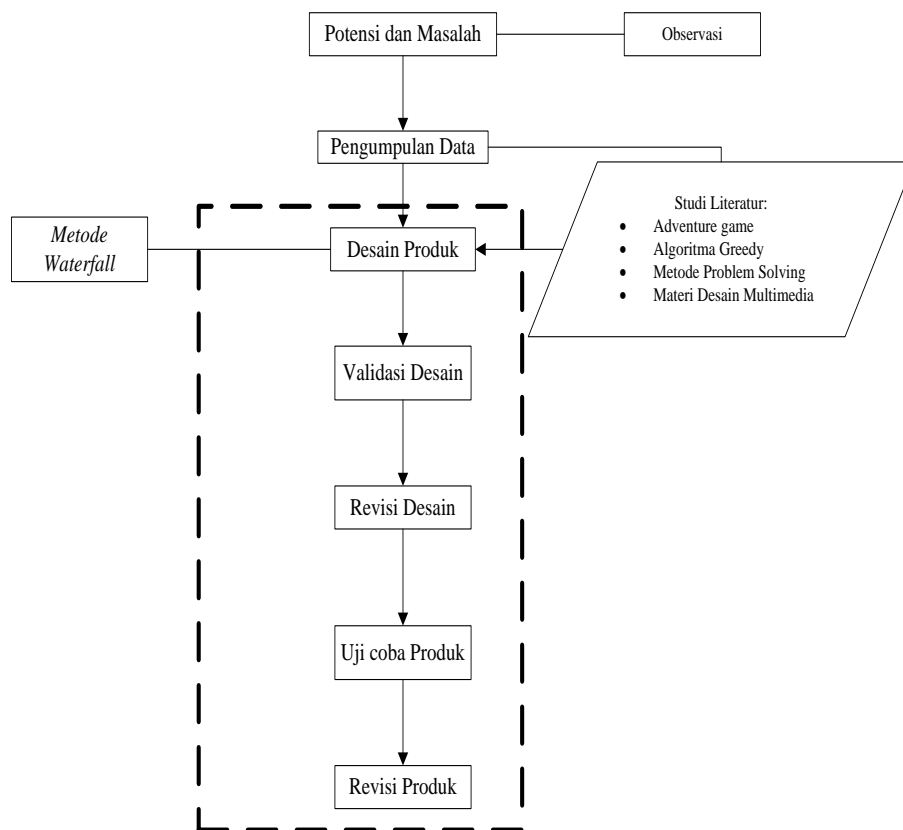 Potensi dan Masalah
Observasi
Pengumpulan Data
Studi Literatur:
• Adventure game
• Algoritma Greedy
• Metode Problem Solving
• Materi Desain Multimedia
Metode
Waterfall
Desain Produk
Validasi Desain
Revisi Desain
Uji coba Produk
Revisi Produk